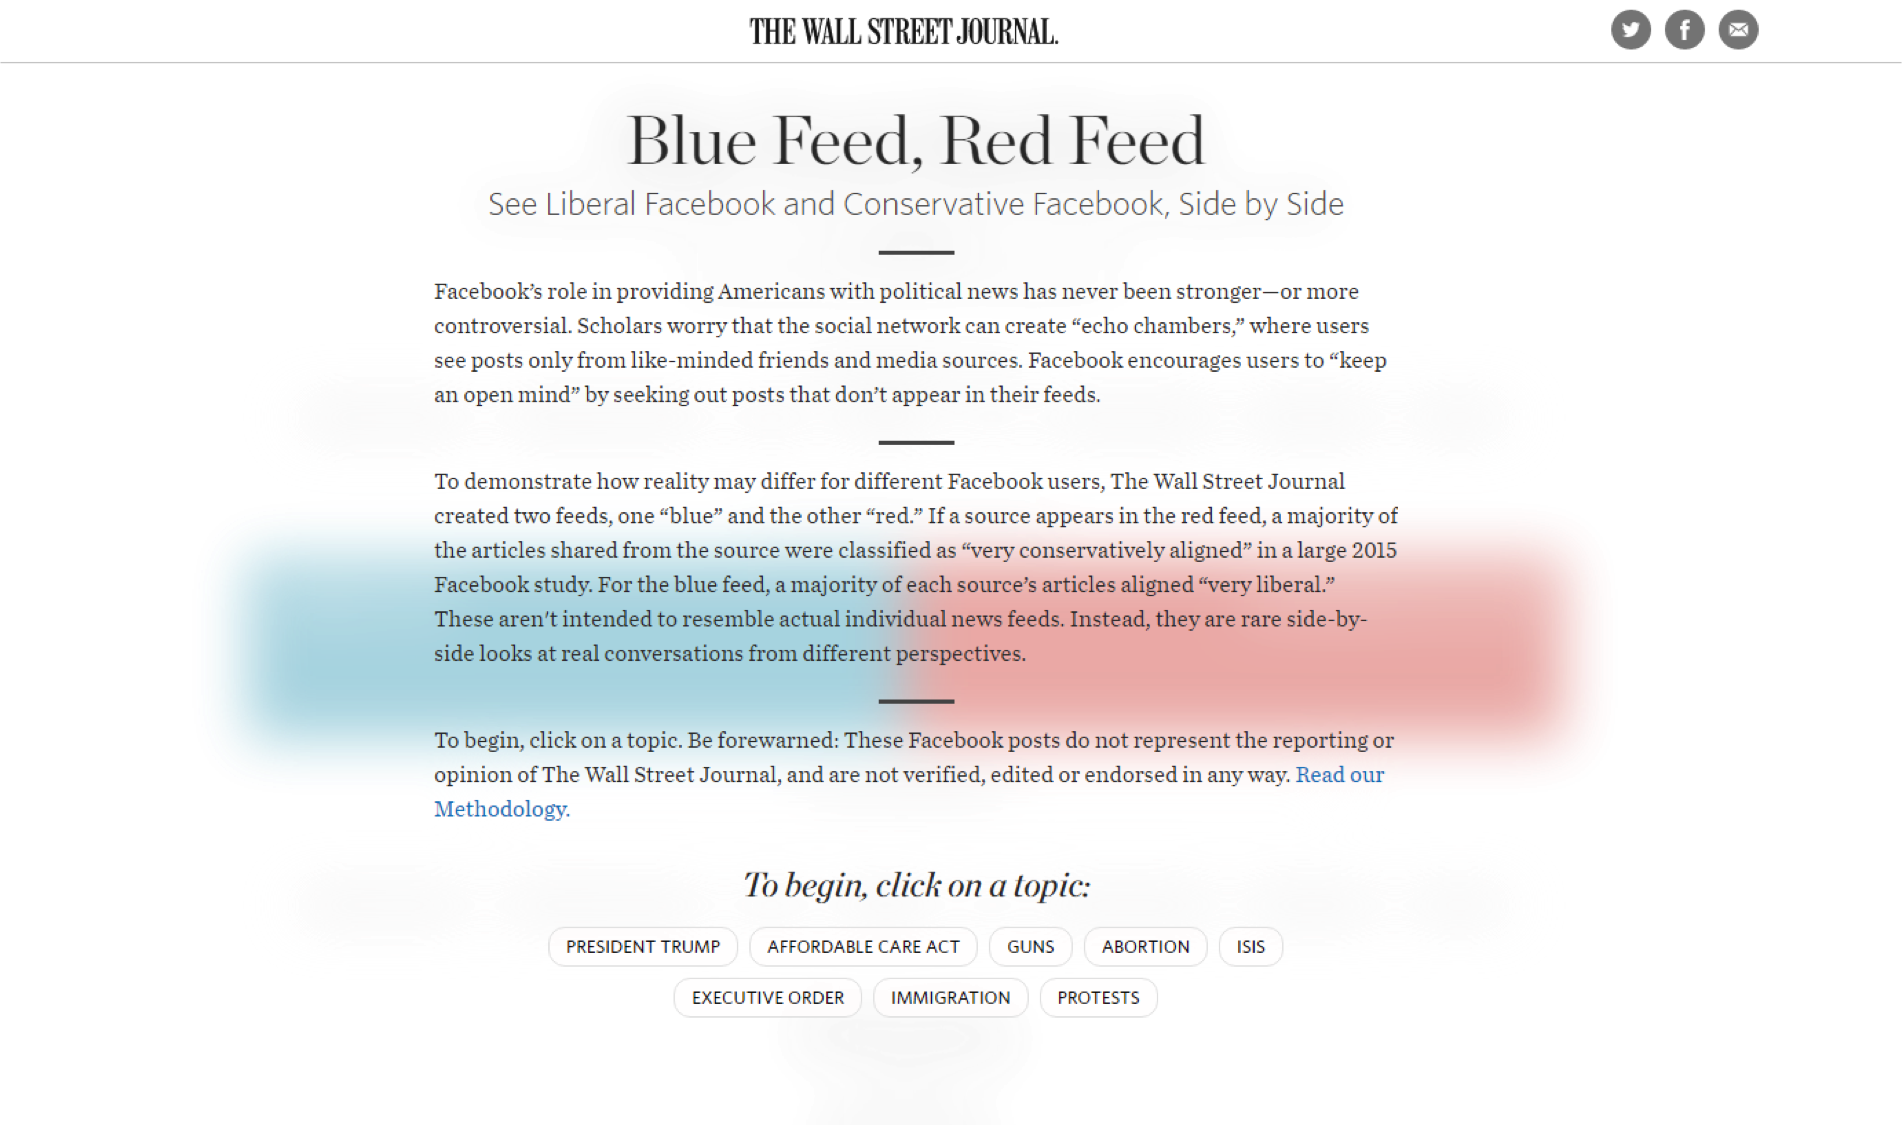 THE WALL STREET JOURNAL.
Blue Feed, Red Feed
See Liberal Facebook and Conservative Facebook, Side by Side
Facebook’s role in providing Americans with political news has never been stronger—or more
controversial. Scholars worry that the social network can create “echo chambers,” where users
see posts only from like-minded friends and media sources. Facebook encourages users to “keep
an open mind” by seeking out posts that don’t appear in their feeds.
To demonstrate how reality may differ for different Facebook users, The Wall Street Journal
created two feeds, one “blue” and the other “red.” If a source appears in the red feed, a majority of
the articles shared from the source were classified as “very conservatively aligned” in a large 2015
Facebook study. For the blue feed, a majority of each source’s articles aligned “very liberal.”
These aren’t intended to resemble actual individual news feeds. Instead, they are rare side-by-
side looks at real conversations from different perspectives.
To begin, click on a topic. Be forewarned: These Facebook posts do not represent the reporting or
opinion of The Wall Street Journal, and are not verified, edited or endorsed in any way. Read our
Methodology.
To begin, click on a topic:
PRESIDENT TRUMP AFFORDABLE CARE ACT GUNS ABORTION ISIS
EXECUTIVE ORDER IMMIGRATION PROTESTS